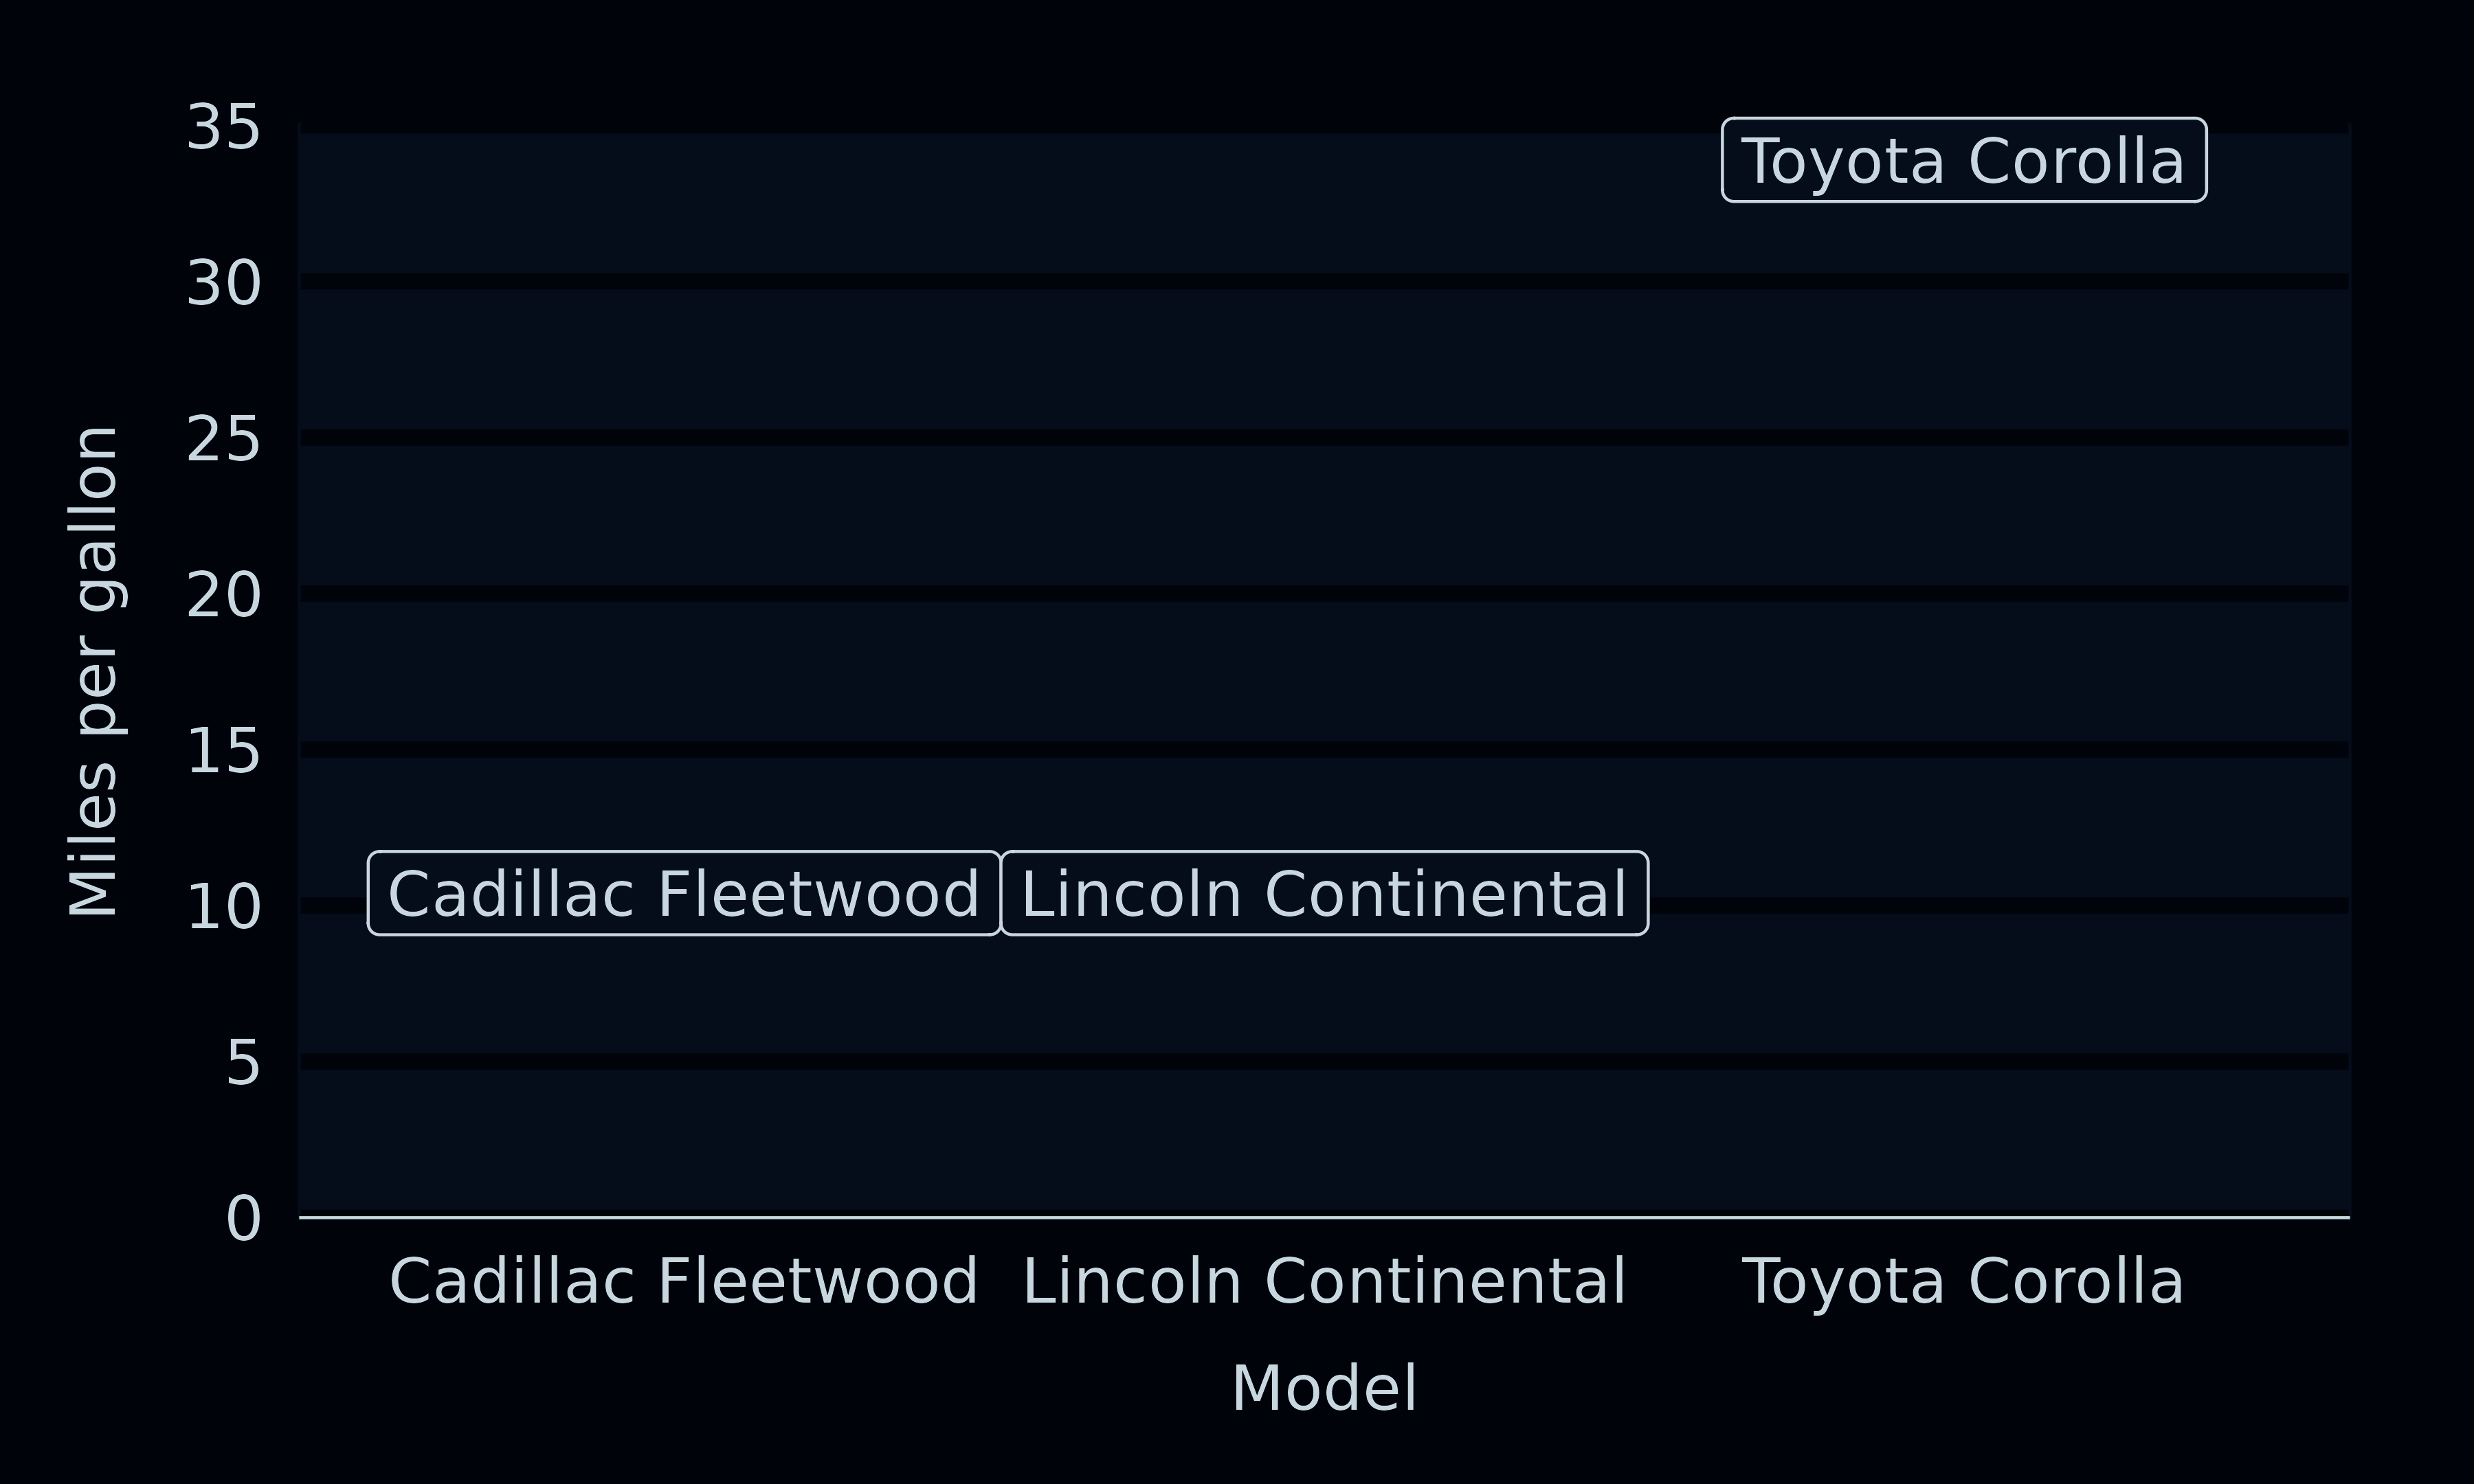 35
Toyota Corolla
30
25
20
15
Miles per gallon
10
Cadillac Fleetwood
Lincoln Continental
5
0
Cadillac Fleetwood
Lincoln Continental
Toyota Corolla
Model